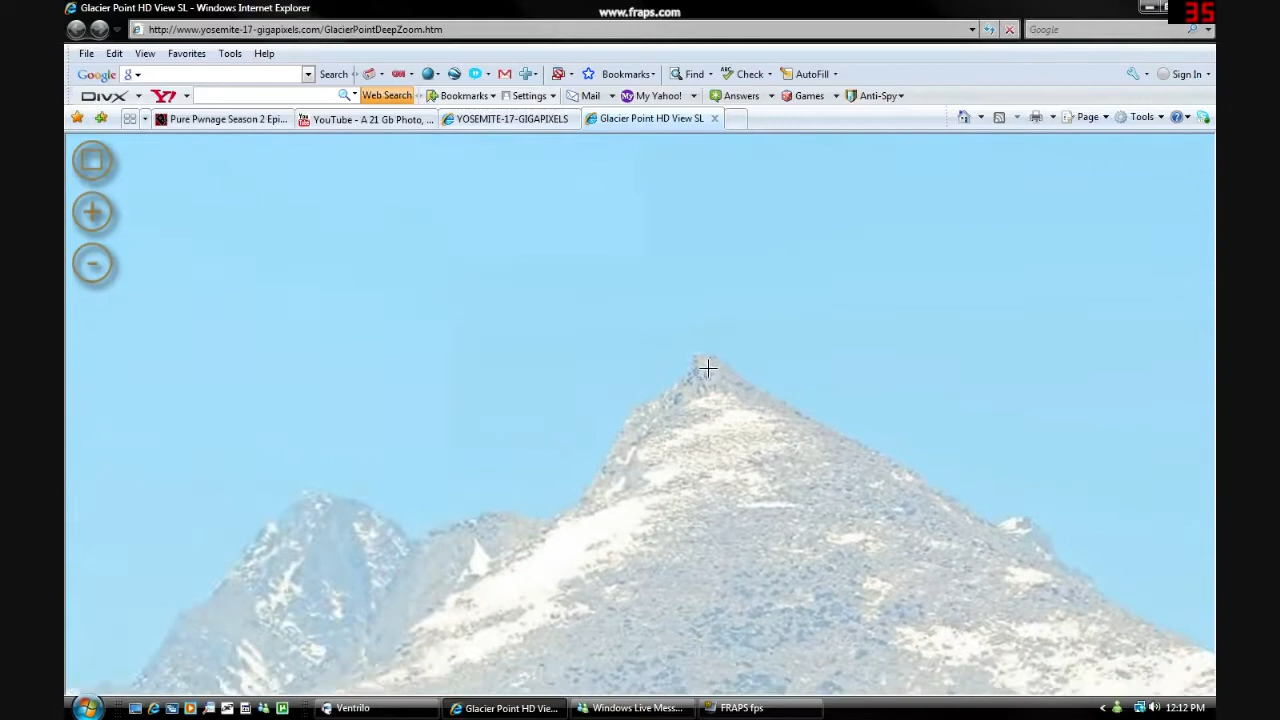 Glacier Point HD View SL - Windows Internet Explorer
www.fraps.com
35
http://www.yosemite-17-gigapixels.com/GlacierPointDeepZoom.htm
Google
File Edit View Favorites Tools Help
Google g Search Bookmarks Find Check AutoFill Sign In
DIVX Y! Web Search Bookmarks Settings Mail My Yahoo! Answers Games Anti-Spy
Pure Pwnage Season 2 Epi... YouTube - A 21 Gb Photo, ... YOSEMITE-17-GIGAPIXELS Glacier Point HD View SL Page Tools
Ventrilo Glacier Point HD Vie... Windows Live Mess... FRAPS fps 12:12 PM